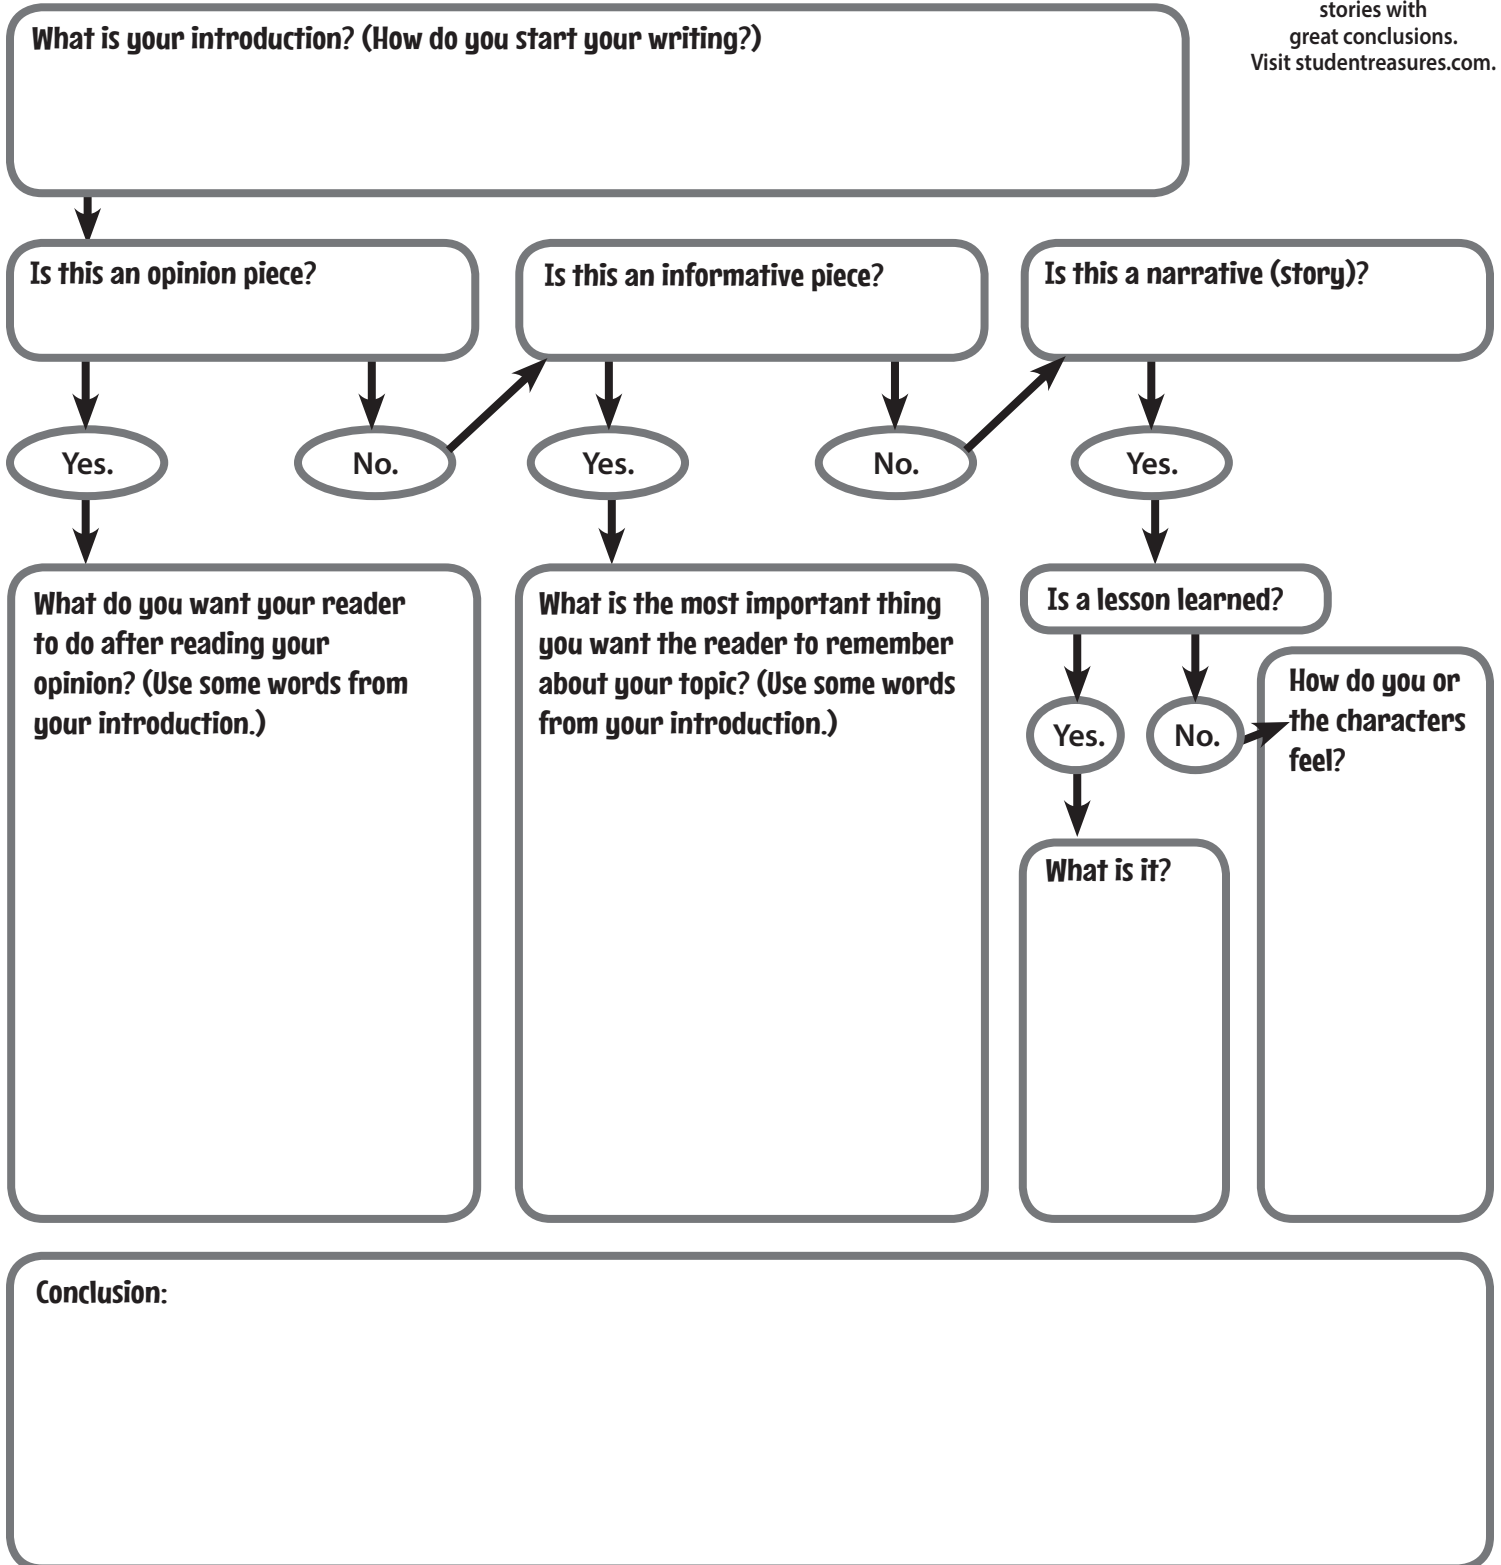 stories with
great conclusions.
Visit studentreasures.com.
What is your introduction? (How do you start your writing?)
Is this an opinion piece?
Is this an informative piece?
Is this a narrative (story)?
Yes.
No.
Yes.
No.
Yes.
What do you want your reader
to do after reading your
opinion? (Use some words from
your introduction.)
What is the most important thing
you want the reader to remember
about your topic? (Use some words
from your introduction.)
Is a lesson learned?
Yes.
No.
How do you or
the characters
feel?
What is it?
Conclusion: